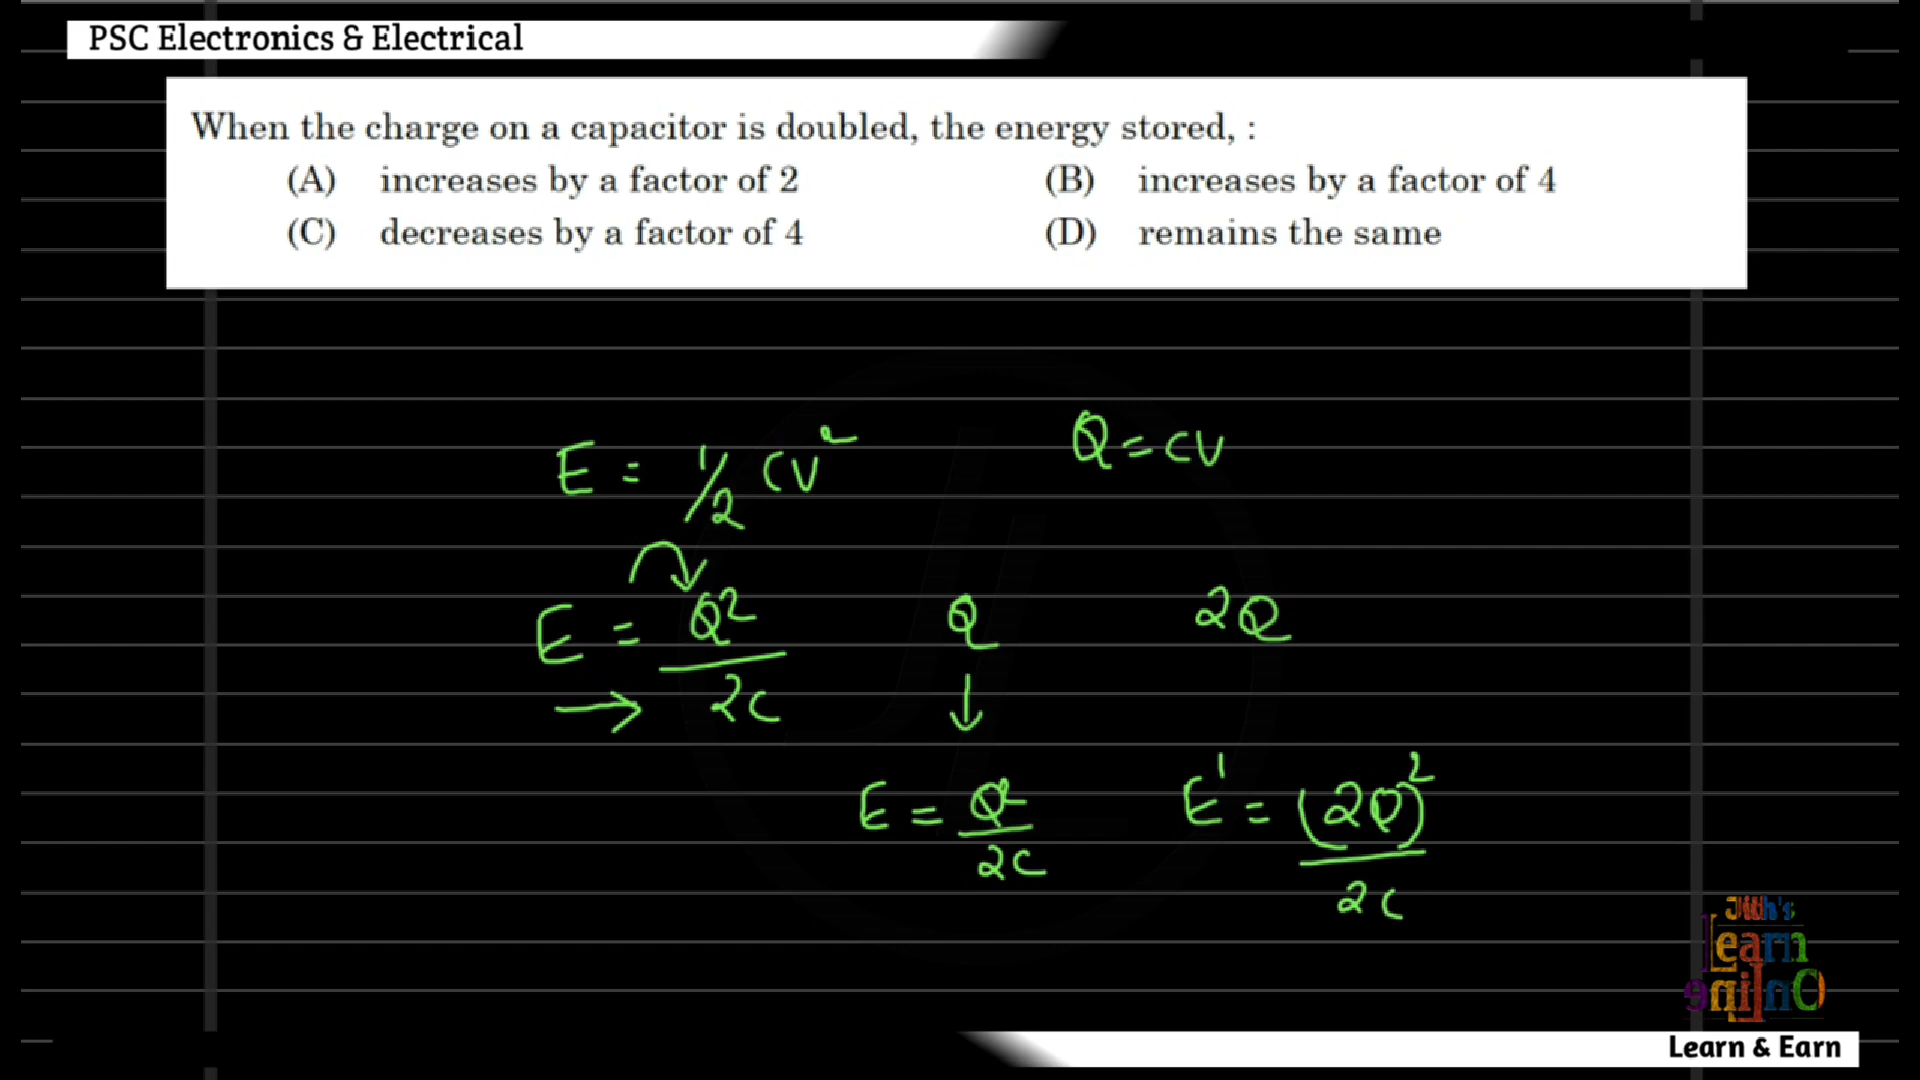 PSC Electronics & Electrical
When the charge on a capacitor is doubled, the energy stored, :
(A) increases by a factor of 2 (B) increases by a factor of 4
(C) decreases by a factor of 4 (D) remains the same
E = 1/2 CV² Q = CV
E = Q²/2C Q 2Q
E = Q²/2C E' = (2Q)²/2C
Jith's
Learn
OnLine
Learn & Earn